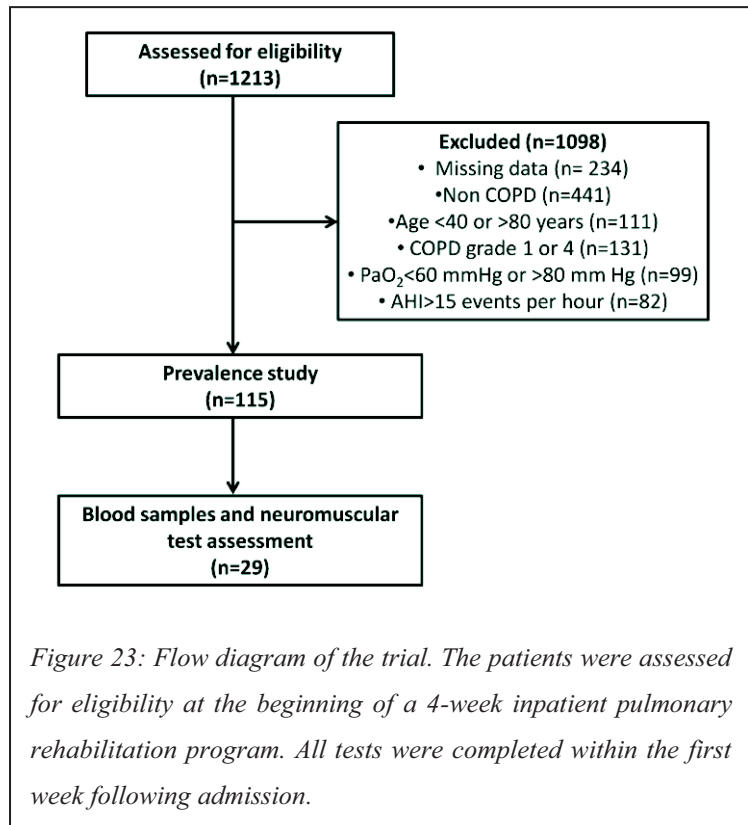 Assessed for eligibility
(n=1213)
Excluded (n=1098)
• Missing data (n= 234)
•Non COPD (n=441)
•Age <40 or >80 years (n=111)
• COPD grade 1 or 4 (n=131)
• PaO₂<60 mmHg or >80 mm Hg (n=99)
• AHI>15 events per hour (n=82)
Prevalence study
(n=115)
Blood samples and neuromuscular
test assessment
(n=29)
Figure 23: Flow diagram of the trial. The patients were assessed
for eligibility at the beginning of a 4-week inpatient pulmonary
rehabilitation program. All tests were completed within the first
week following admission.